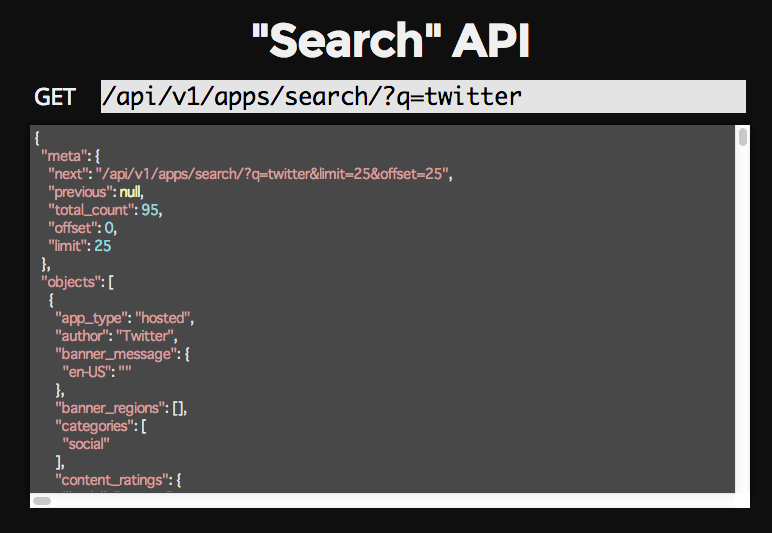 "Search" API
GET /api/v1/apps/search/?q=twitter
{
"meta": {
"next": "/api/v1/apps/search/?q=twitter&limit=25&offset=25",
"previous": null,
"total_count": 95,
"offset": 0,
"limit": 25
},
"objects": [
{
"app_type": "hosted",
"author": "Twitter",
"banner_message": {
"en-US": ""
},
"banner_regions": [],
"categories": [
"social"
],
"content_ratings": {